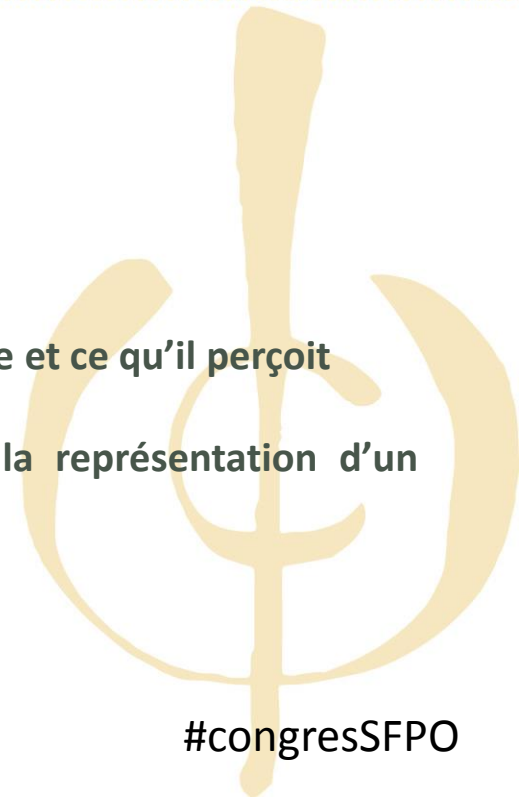 e et ce qu’il perçoit
la représentation d’un
#congresSFPO